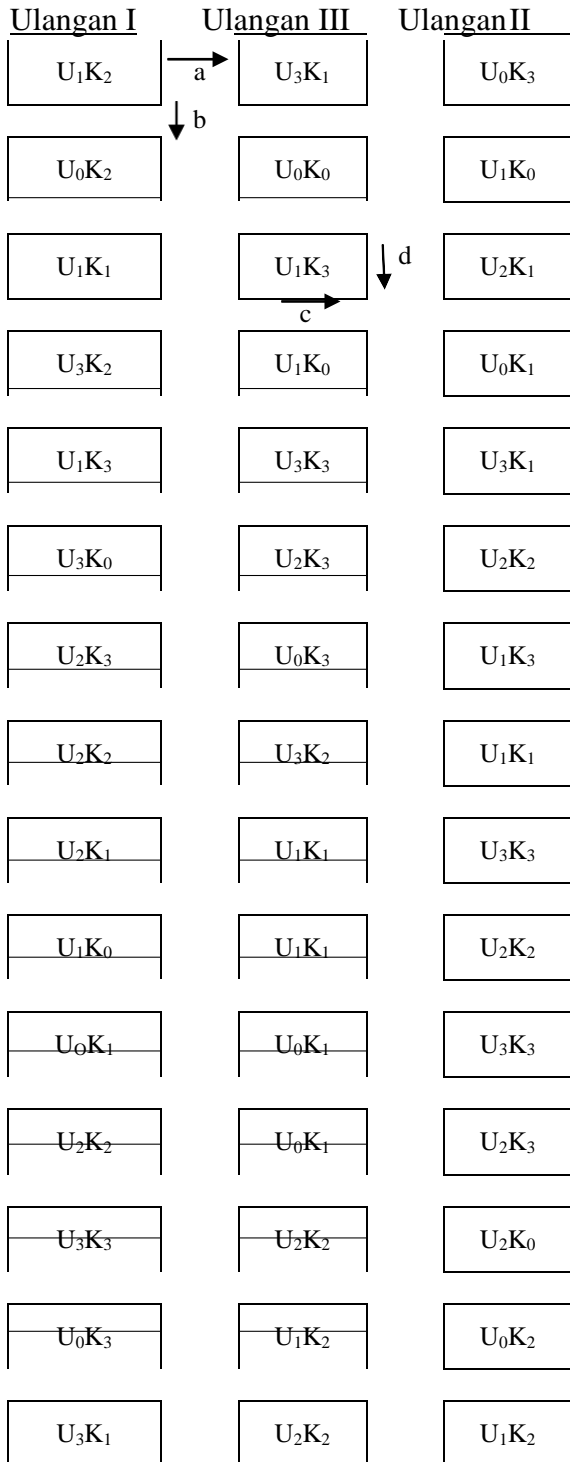 Ulangan I Ulangan III Ulangan II
U₁K₂ a U₃K₁ U₀K₃
b
U₀K₂ U₀K₀ U₁K₀
U₁K₁ U₁K₃ d U₂K₁
c
U₃K₂ U₁K₀ U₀K₁
U₁K₃ U₃K₃ U₃K₁
U₃K₀ U₂K₃ U₂K₂
U₂K₃ U₀K₃ U₁K₃
U₂K₂ U₃K₂ U₁K₁
U₂K₁ U₁K₁ U₃K₃
U₁K₀ U₁K₁ U₂K₂
UOK₁ U₀K₁ U₃K₃
U₂K₂ U₀K₁ U₂K₃
U₃K₃ U₂K₂ U₂K₀
U₀K₃ U₁K₂ U₀K₂
U₃K₁ U₂K₂ U₁K₂